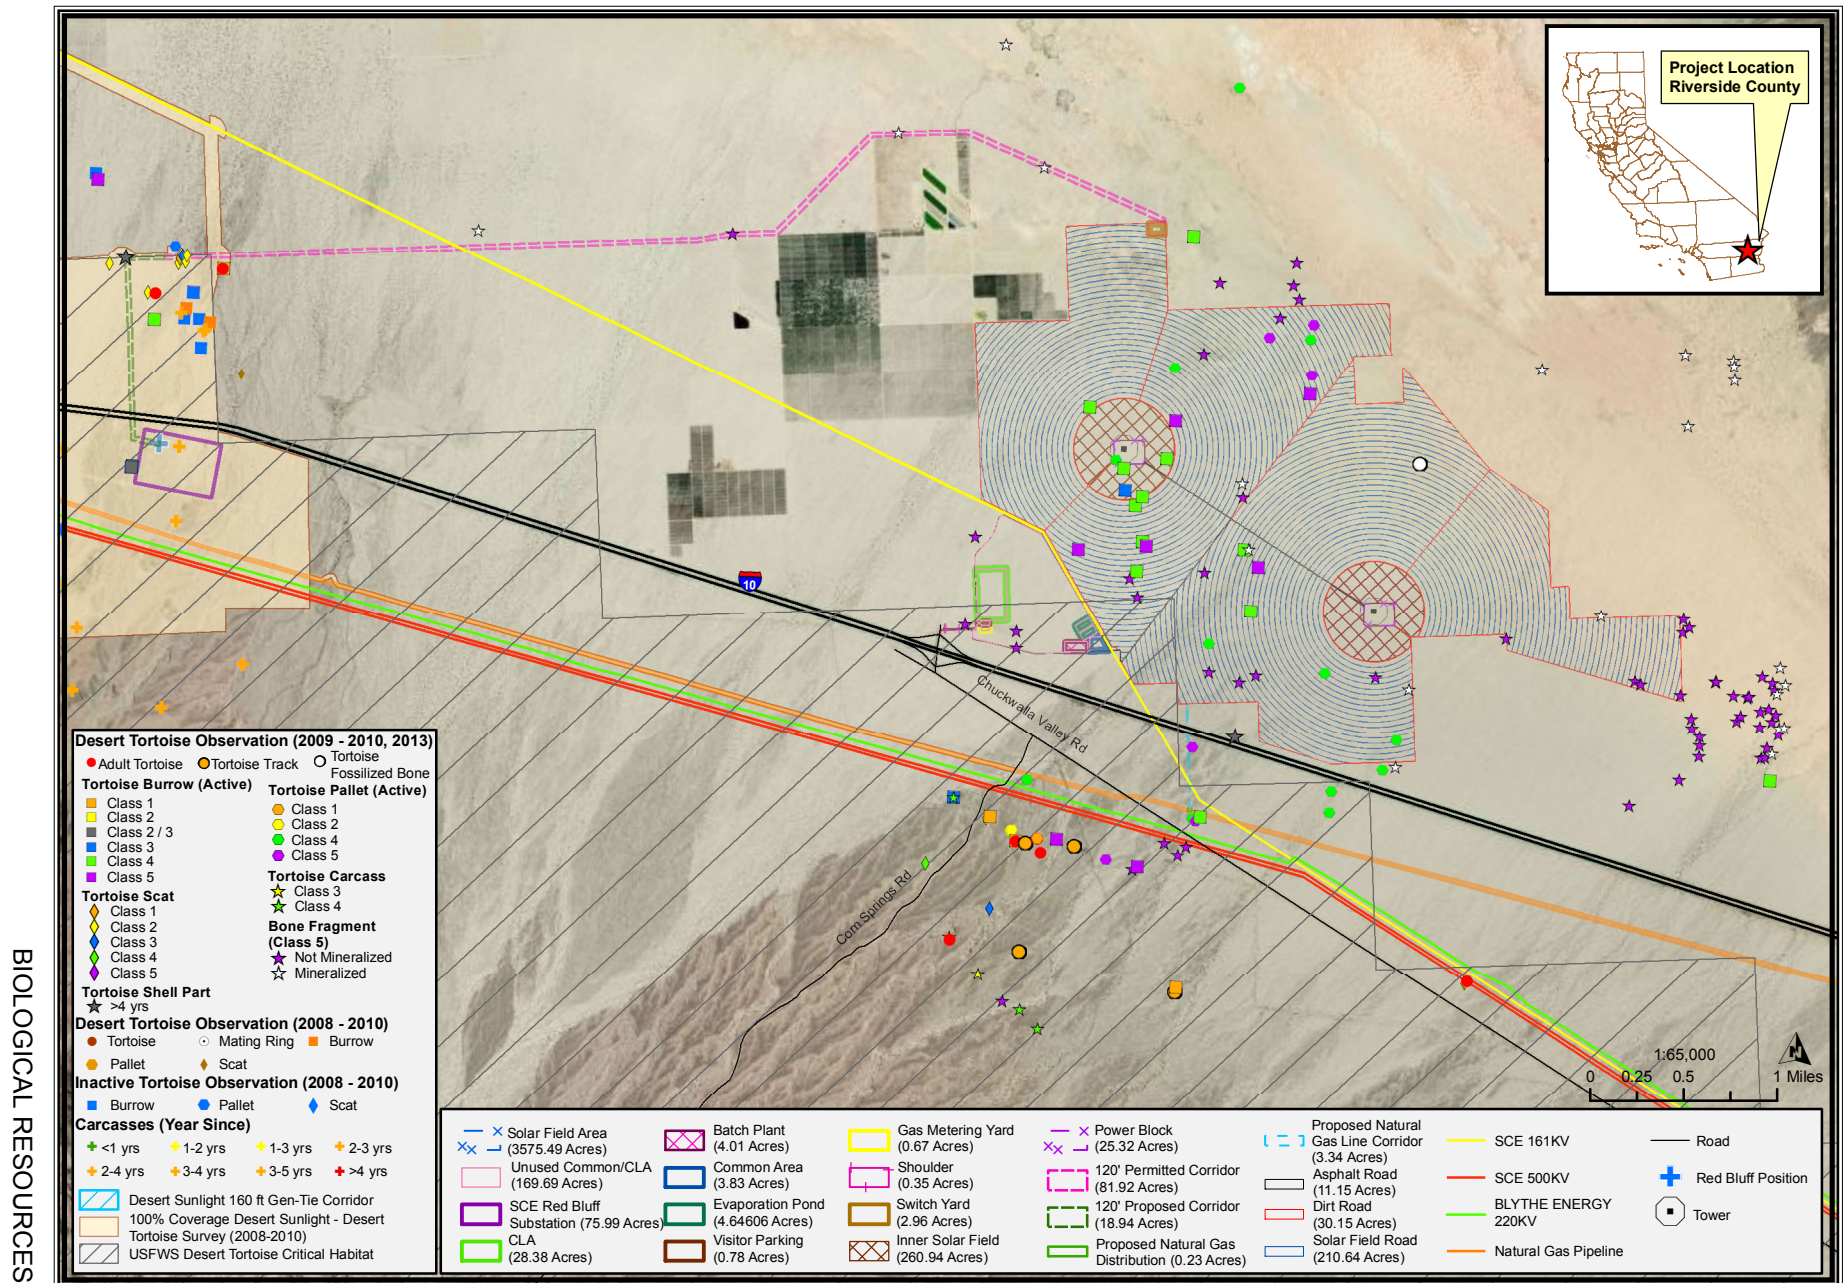 BIOLOGICAL RESOURCES
Project Location
Riverside County
10
Chuckwalla Valley Rd
Corn Springs Rd
1:65,000
N
0 0.25 0.5 1 Miles
Desert Tortoise Observation (2009 - 2010, 2013)
Adult Tortoise
Tortoise Track
Tortoise
Fossilized Bone
Tortoise Burrow (Active)
Class 1
Class 2
Class 2 / 3
Class 3
Class 4
Class 5
Tortoise Scat
Class 1
Class 2
Class 3
Class 4
Class 5
Tortoise Shell Part
>4 yrs
Tortoise Pallet (Active)
Class 1
Class 2
Class 4
Class 5
Tortoise Carcass
Class 3
Class 4
Bone Fragment
(Class 5)
Not Mineralized
Mineralized
Desert Tortoise Observation (2008 - 2010)
Tortoise Mating Ring Burrow
Pallet Scat
Inactive Tortoise Observation (2008 - 2010)
Burrow Pallet Scat
Carcasses (Year Since)
<1 yrs 1-2 yrs 1-3 yrs 2-3 yrs
2-4 yrs 3-4 yrs 3-5 yrs >4 yrs
Desert Sunlight 160 ft Gen-Tie Corridor
100% Coverage Desert Sunlight - Desert
Tortoise Survey (2008-2010)
USFWS Desert Tortoise Critical Habitat
Solar Field Area
(3575.49 Acres)
Unused Common/CLA
(169.69 Acres)
SCE Red Bluff
Substation (75.99 Acres)
CLA
(28.38 Acres)
Batch Plant
(4.01 Acres)
Common Area
(3.83 Acres)
Evaporation Pond
(4.64606 Acres)
Visitor Parking
(0.78 Acres)
Gas Metering Yard
(0.67 Acres)
Shoulder
(0.35 Acres)
Switch Yard
(2.96 Acres)
Inner Solar Field
(260.94 Acres)
Power Block
(25.32 Acres)
120' Permitted Corridor
(81.92 Acres)
120' Proposed Corridor
(18.94 Acres)
Proposed Natural Gas
Distribution (0.23 Acres)
Proposed Natural
Gas Line Corridor
(3.34 Acres)
Asphalt Road
(11.15 Acres)
Dirt Road
(30.15 Acres)
Solar Field Road
(210.64 Acres)
SCE 161KV
SCE 500KV
BLYTHE ENERGY
220KV
Natural Gas Pipeline
Road
Red Bluff Position
Tower